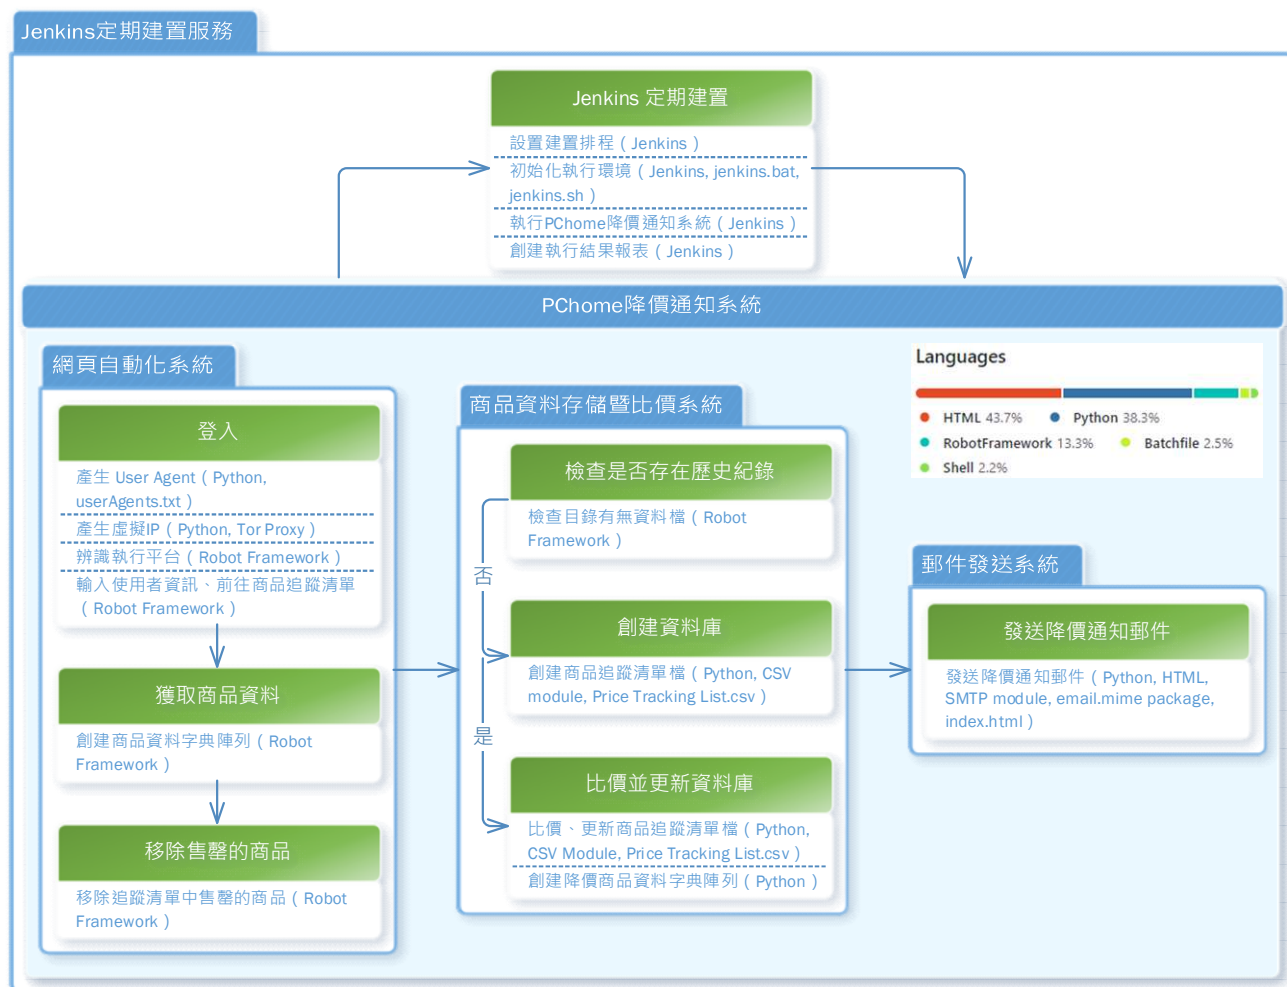 Jenkins定期建置服務
Jenkins 定期建置
設置建置排程 ( Jenkins )
初始化執行環境 ( Jenkins, jenkins.bat,
jenkins.sh )
執行PChome降價通知系統 ( Jenkins )
創建執行結果報表 ( Jenkins )
PChome降價通知系統
網頁自動化系統
登入
產生 User Agent ( Python,
userAgents.txt )
產生虛擬IP ( Python, Tor Proxy )
辨識執行平台 ( Robot Framework )
輸入使用者資訊、前往商品追蹤清單
( Robot Framework )
獲取商品資料
創建商品資料字典陣列 ( Robot
Framework )
移除售罄的商品
移除追蹤清單中售罄的商品 ( Robot
Framework )
商品資料存儲暨比價系統
檢查是否存在歷史紀錄
檢查目錄有無資料檔 ( Robot
Framework )
否
創建資料庫
創建商品追蹤清單檔 ( Python, CSV
module, Price Tracking List.csv )
是
比價並更新資料庫
比價、更新商品追蹤清單檔 ( Python,
CSV Module, Price Tracking List.csv )
創建降價商品資料字典陣列 ( Python )
Languages
HTML 43.7% Python 38.3%
RobotFramework 13.3% Batchfile 2.5%
Shell 2.2%
郵件發送系統
發送降價通知郵件
發送降價通知郵件 ( Python, HTML,
SMTP module, email.mime package,
index.html )